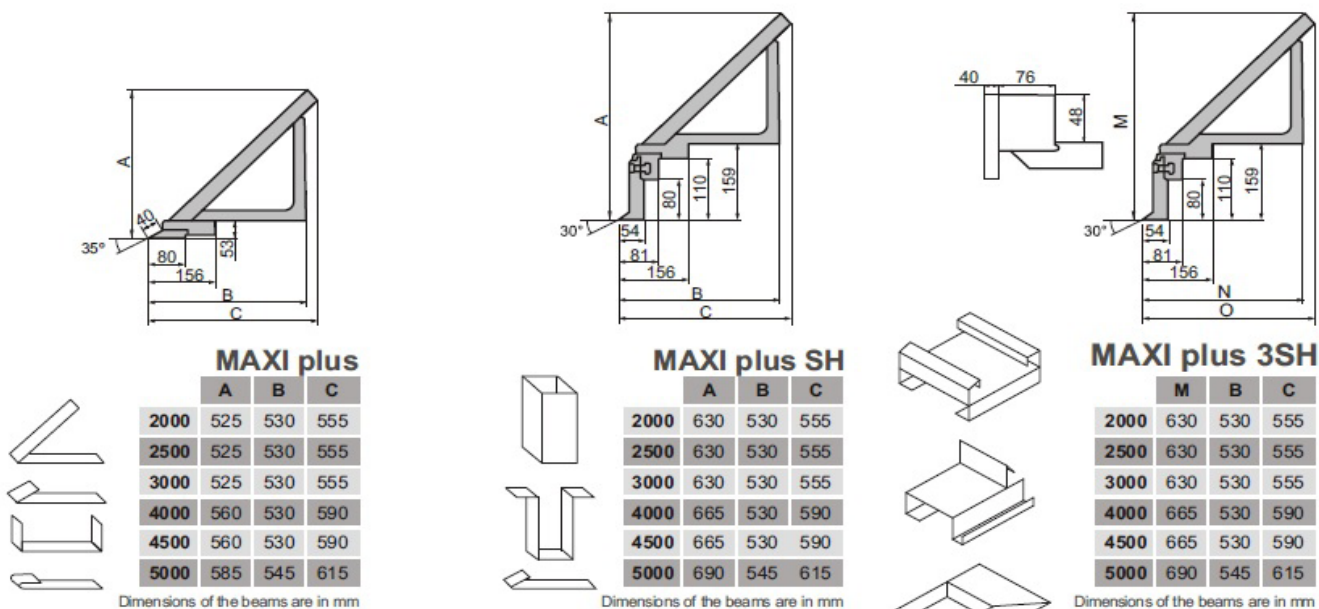 A
40
35°
80
53
156
B
C
A
30°
54
81
156
80
110
159
B
C
40 76
48
M
30°
54
81
156
80
110
159
N
O
MAXI plus
A B C
2000 525 530 555
2500 525 530 555
3000 525 530 555
4000 560 530 590
4500 560 530 590
5000 585 545 615
Dimensions of the beams are in mm
MAXI plus SH
A B C
2000 630 530 555
2500 630 530 555
3000 630 530 555
4000 665 530 590
4500 665 530 590
5000 690 545 615
Dimensions of the beams are in mm
MAXI plus 3SH
M B C
2000 630 530 555
2500 630 530 555
3000 630 530 555
4000 665 530 590
4500 665 530 590
5000 690 545 615
Dimensions of the beams are in mm